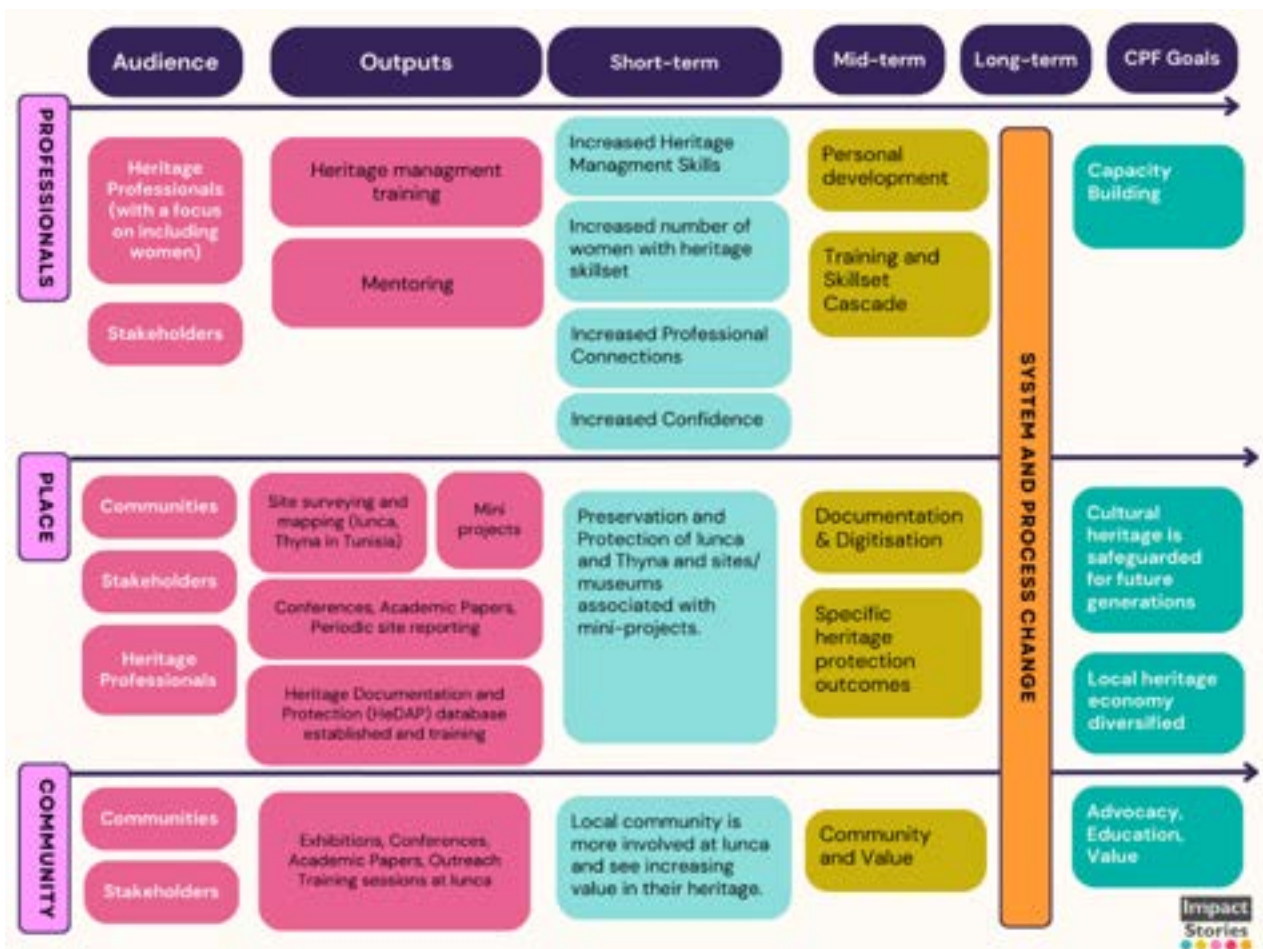 Audience
Outputs
Short-term
Mid-term
Long-term
CPF Goals
PROFESSIONALS
Heritage
Professionals
(with a focus
on including
women)
Stakeholders
Heritage managment
training
Mentoring
Increased Heritage
Managment Skills
Increased number of
women with heritage
skillset
Increased Professional
Connections
Increased Confidence
Personal
development
Training and
Skillset
Cascade
SYSTEM AND PROCESS CHANGE
Capacity
Building
PLACE
Communities
Stakeholders
Heritage
Professionals
Site surveying and
mapping (Iunca,
Thyna in Tunisia)
Mini
projects
Conferences, Academic Papers,
Periodic site reporting
Heritage Documentation and
Protection (HeDAP) database
established and training
Preservation and
Protection of Iunca
and Thyna and sites/
museums
associated with
mini-projects.
Documentation
& Digitisation
Specific
heritage
protection
outcomes
Cultural
heritage is
safeguarded
for future
generations
Local heritage
economy
diversified
COMMUNITY
Communities
Stakeholders
Exhibitions, Conferences,
Academic Papers, Outreach
Training sessions at Iunca
Local community is
more involved at Iunca
and see increasing
value in their heritage.
Community
and Value
Advocacy,
Education,
Value
Impact
Stories